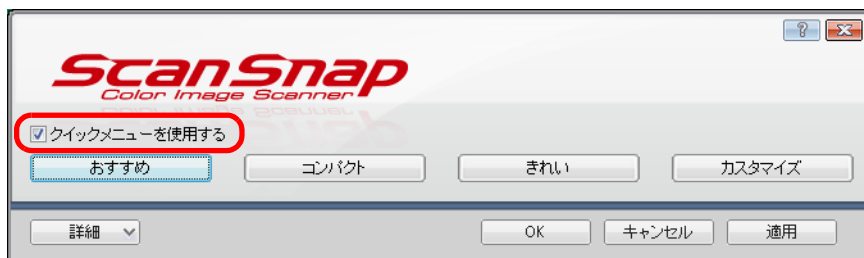 ScanSnap
Color Image Scanner
クイックメニューを使用する
おすすめ コンパクト きれい カスタマイズ
詳細 OK キャンセル 適用